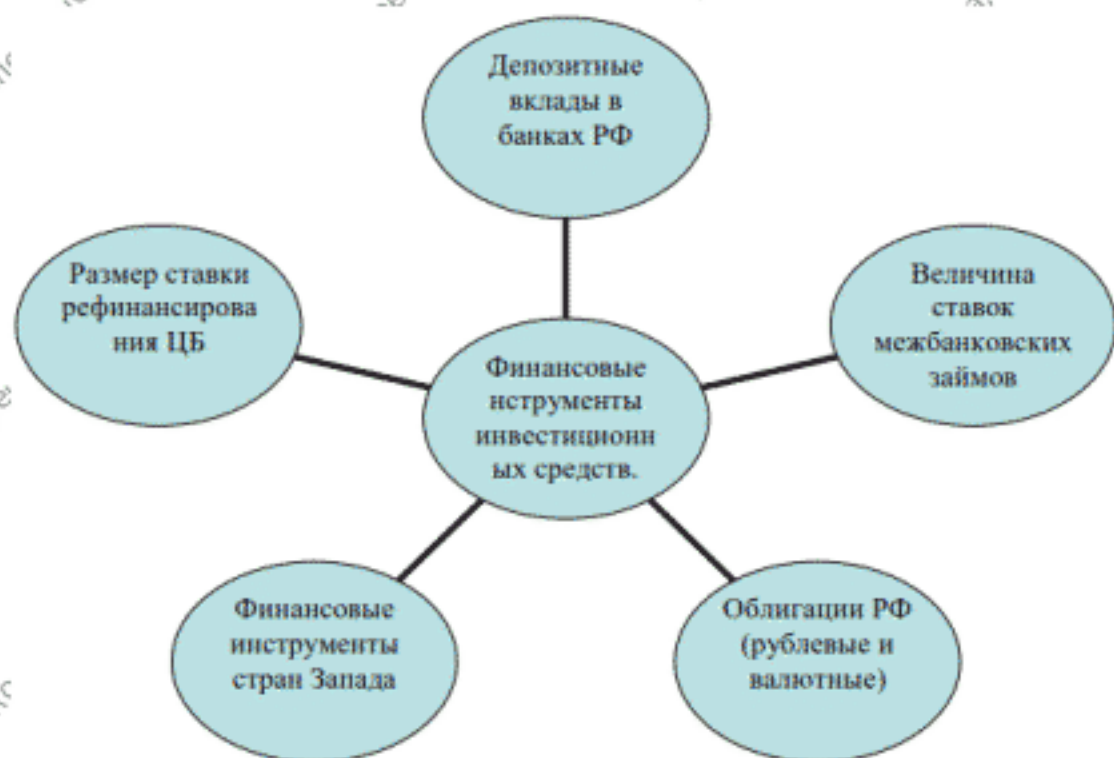 Депозитные
вклады в
банках РФ
Размер ставки
рефинансирова
ния ЦБ
Величина
ставок
межбанковских
займов
Финансовые
нструменты
инвестиционн
ых средств.
Финансовые
инструменты
стран Запада
Облигации РФ
(рублевые и
валютные)